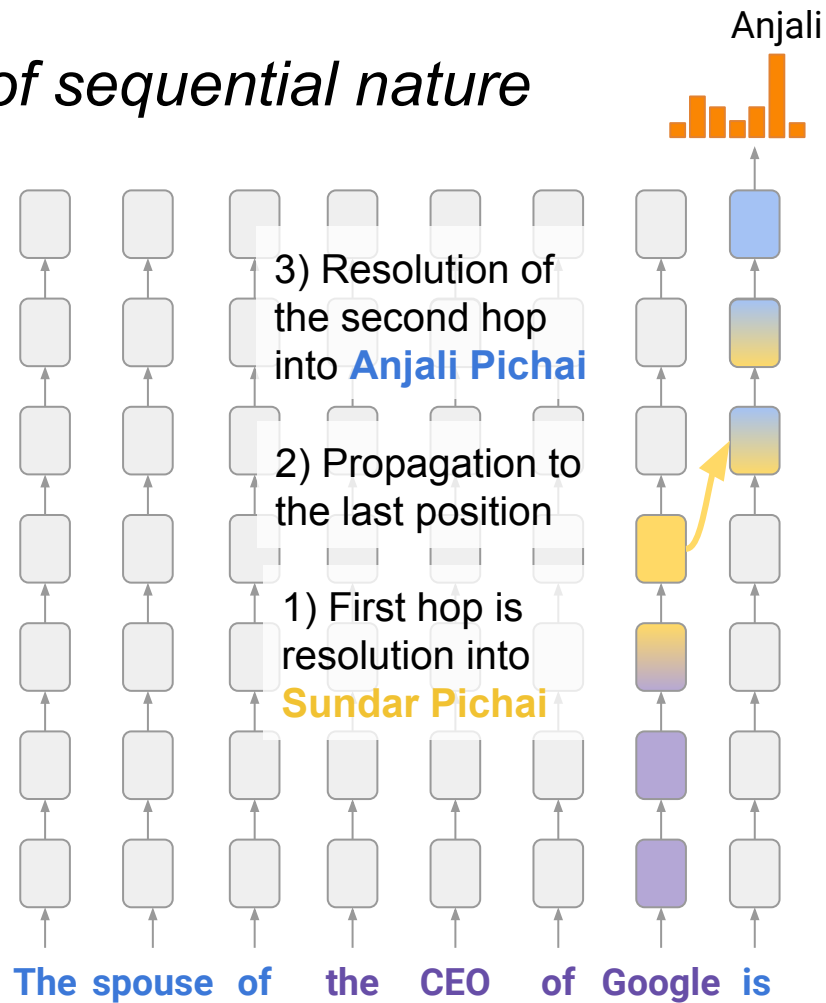 Anjali
of sequential nature
3) Resolution of
the second hop
into Anjali Pichai
2) Propagation to
the last position
1) First hop is
resolution into
Sundar Pichai
The spouse of the CEO of Google is